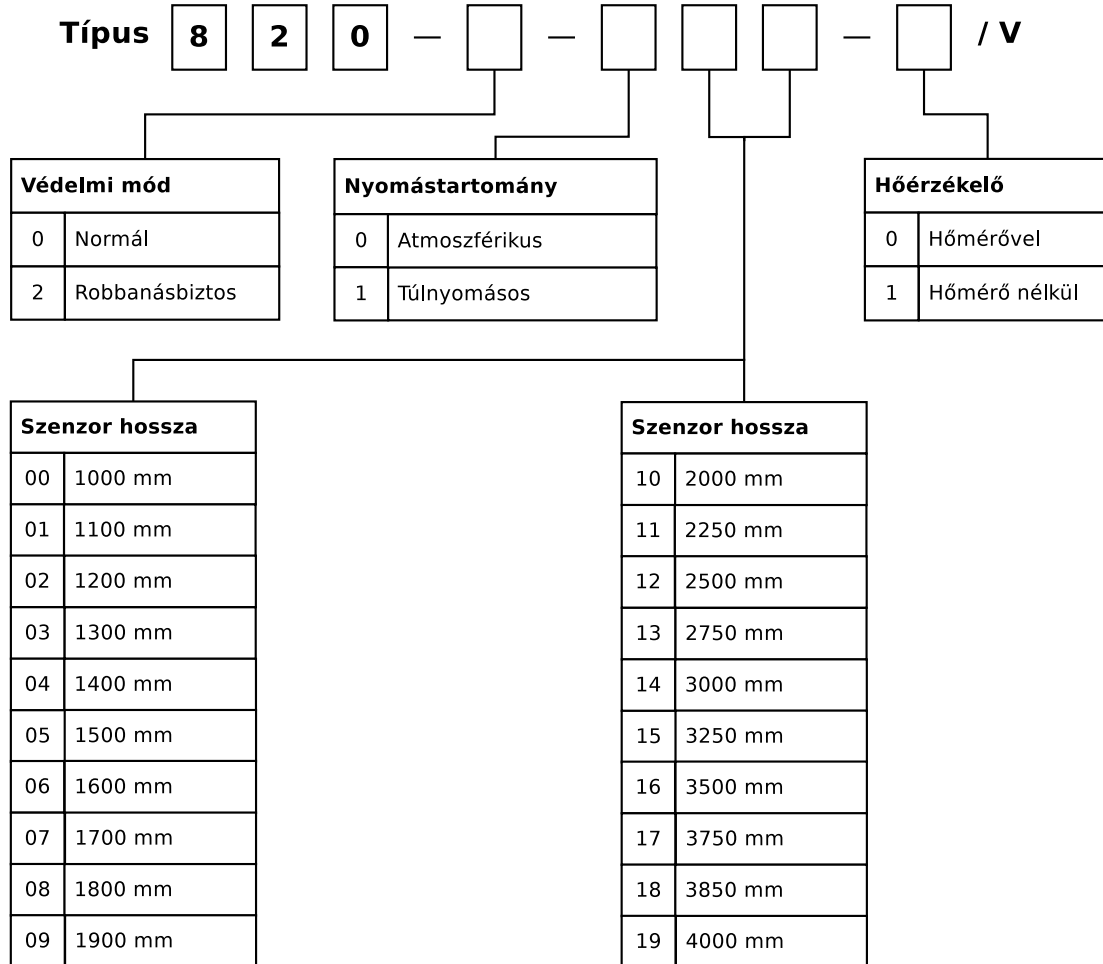 Típus 8 2 0 — — — / V
Védelmi mód
0 Normál
2 Robbanásbiztos
Nyomástartomány
0 Atmoszférikus
1 Túlnyomásos
Hőérzékelő
0 Hőmérővel
1 Hőmérő nélkül
Szenzor hossza
00 1000 mm
01 1100 mm
02 1200 mm
03 1300 mm
04 1400 mm
05 1500 mm
06 1600 mm
07 1700 mm
08 1800 mm
09 1900 mm
Szenzor hossza
10 2000 mm
11 2250 mm
12 2500 mm
13 2750 mm
14 3000 mm
15 3250 mm
16 3500 mm
17 3750 mm
18 3850 mm
19 4000 mm